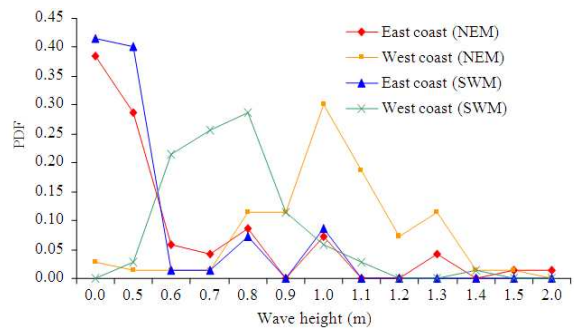 0.45
0.40
0.35
0.30
0.25
0.20
0.15
0.10
0.05
0.00
PDF
East coast (NEM)
West coast (NEM)
East coast (SWM)
West coast (SWM)
0.0 0.5 0.6 0.7 0.8 0.9 1.0 1.1 1.2 1.3 1.4 1.5 2.0
Wave height (m)